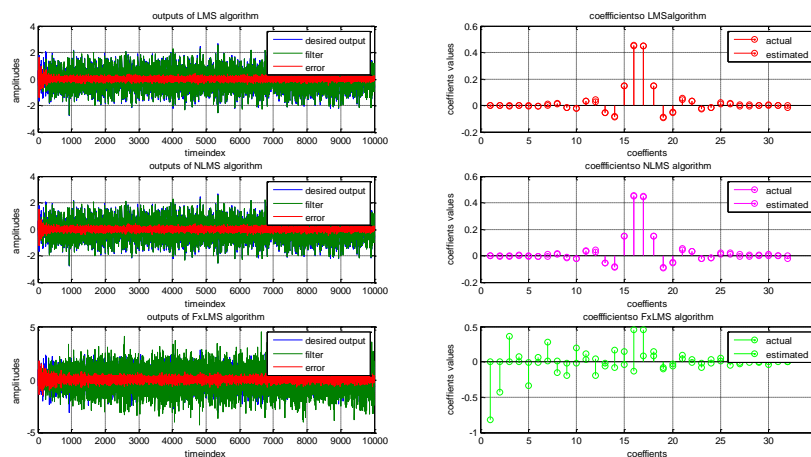 outputs of LMS algorithm
amplitudes
4
2
0
-2
-4
desired output
filter
error
0 1000 2000 3000 4000 5000 6000 7000 8000 9000 10000
timeindex
coeffficientso LMSalgorithm
coeffients values
0.6
0.4
0.2
0
0.2
actual
estimated
0 5 10 15 20 25 30
coeffients
outputs of NLMS algorithm
amplitudes
4
2
0
-2
-4
desired output
filter
error
0 1000 2000 3000 4000 5000 6000 7000 8000 9000 10000
timeindex
coeffficientso NLMS algorithm
coeffients values
0.6
0.4
0.2
0
0.2
actual
estimated
0 5 10 15 20 25 30
coeffients
outputs of FxLMS algorithm
amplitudes
5
0
-5
desired output
filter
error
0 1000 2000 3000 4000 5000 6000 7000 8000 9000 10000
timeindex
coeffficientso FxLMS algorithm
coeffients values
0.5
0
-0.5
-1
actual
estimated
0 5 10 15 20 25 30
coeffients